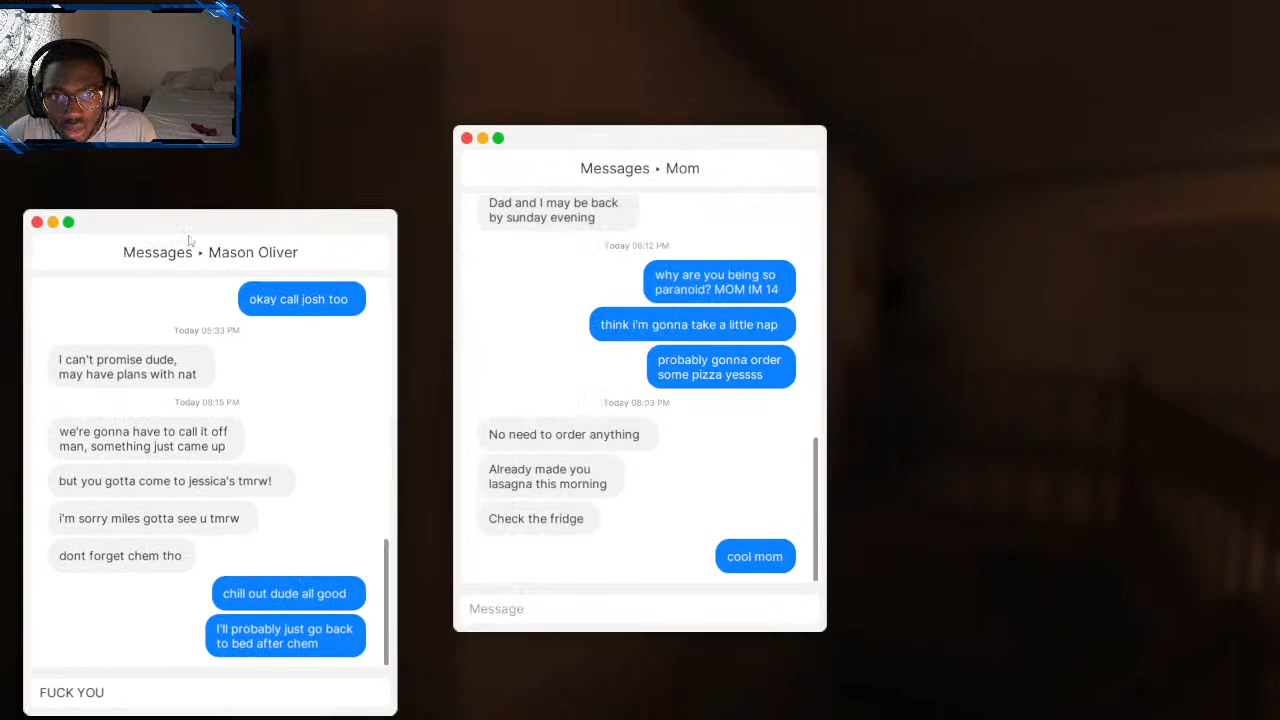 Messages ‣ Mason Oliver
okay call josh too
Today 05:33 PM
I can't promise dude,
may have plans with nat
Today 08:15 PM
we're gonna have to call it off
man, something just came up
but you gotta come to jessica's tmrw!
i'm sorry miles gotta see u tmrw
dont forget chem tho
chill out dude all good
I'll probably just go back
to bed after chem
FUCK YOU
Messages ‣ Mom
Dad and I may be back
by sunday evening
Today 06:12 PM
why are you being so
paranoid? MOM IM 14
think i'm gonna take a little nap
probably gonna order
some pizza yessss
Today 08:03 PM
No need to order anything
Already made you
lasagna this morning
Check the fridge
cool mom
Message